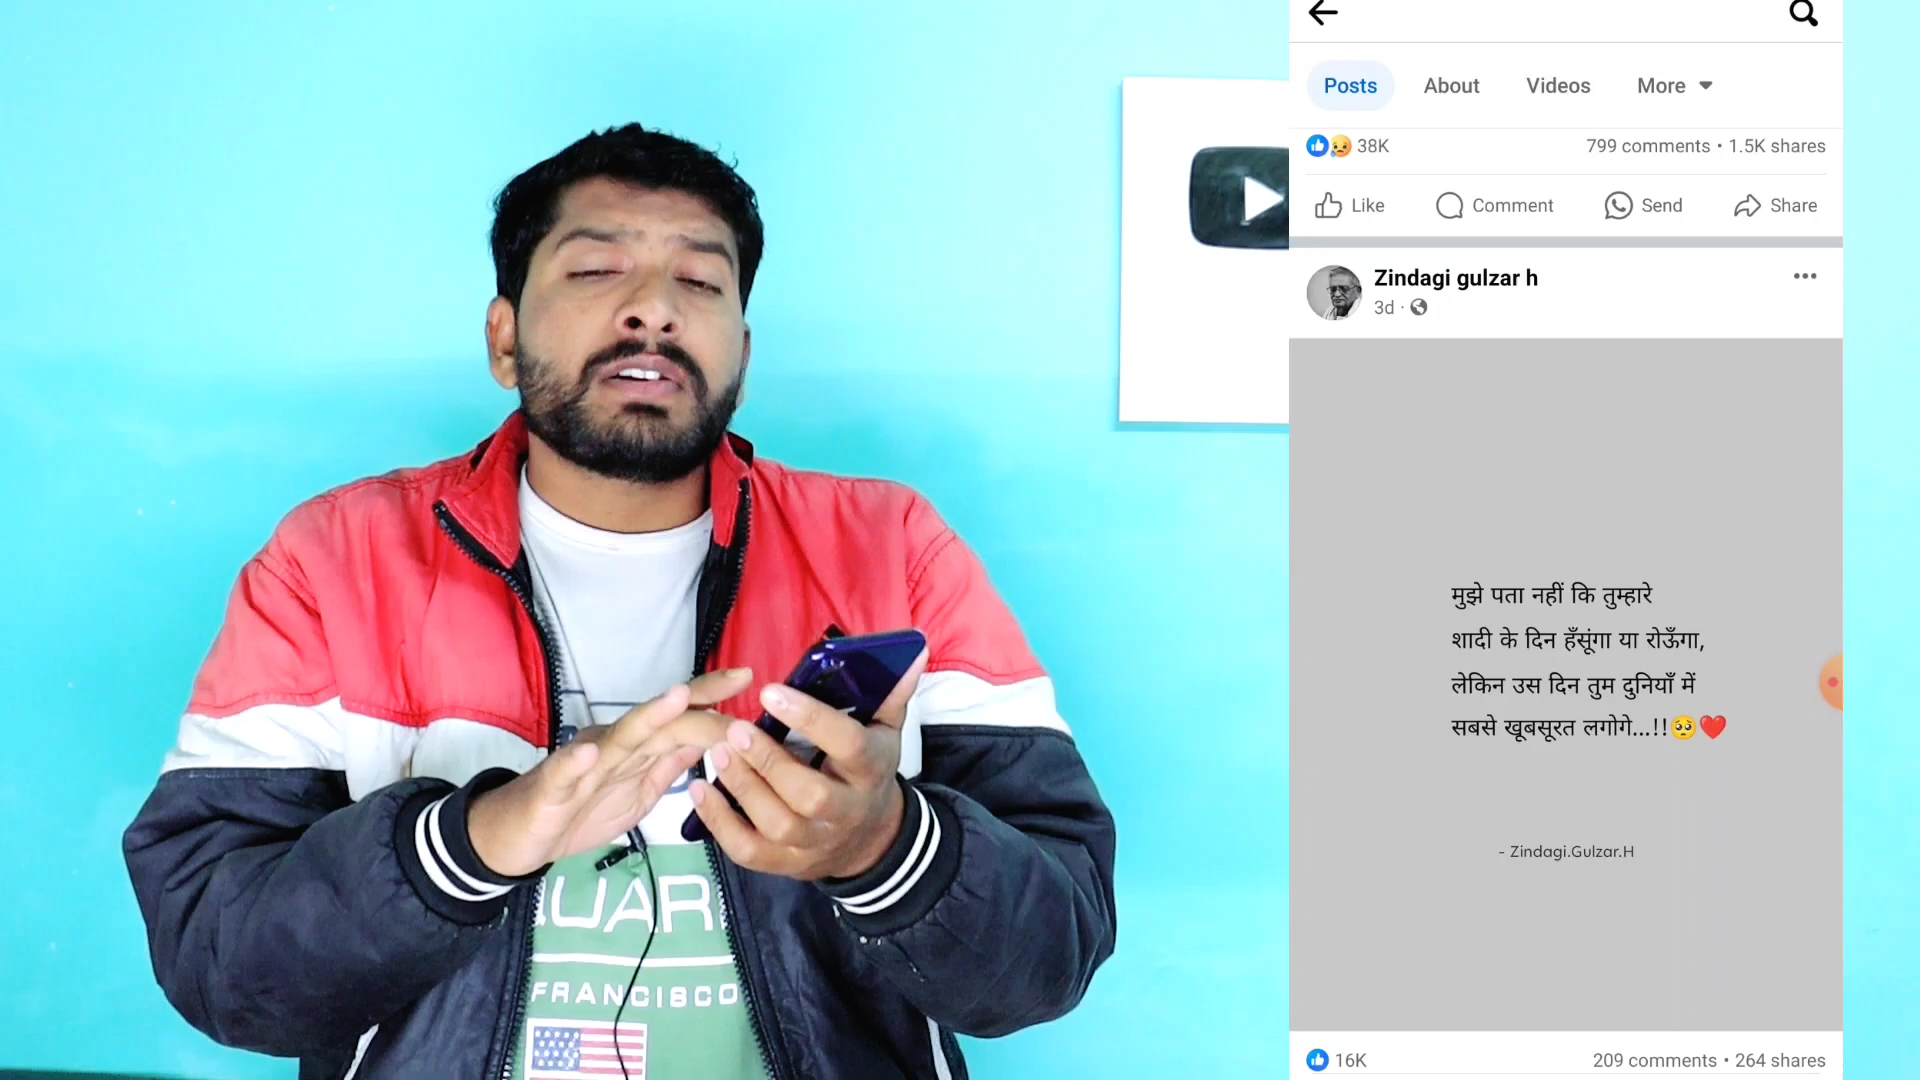 Posts About Videos More
38K 799 comments • 1.5K shares
Like Comment Send Share
Zindagi gulzar h
3d ·
मुझे पता नहीं कि तुम्हारे
शादी के दिन हँसूंगा या रोऊँगा,
लेकिन उस दिन तुम दुनियाँ में
सबसे खूबसूरत लगोगे...!!🥺❤️
- Zindagi.Gulzar.H
16K 209 comments • 264 shares
FRANCISCO